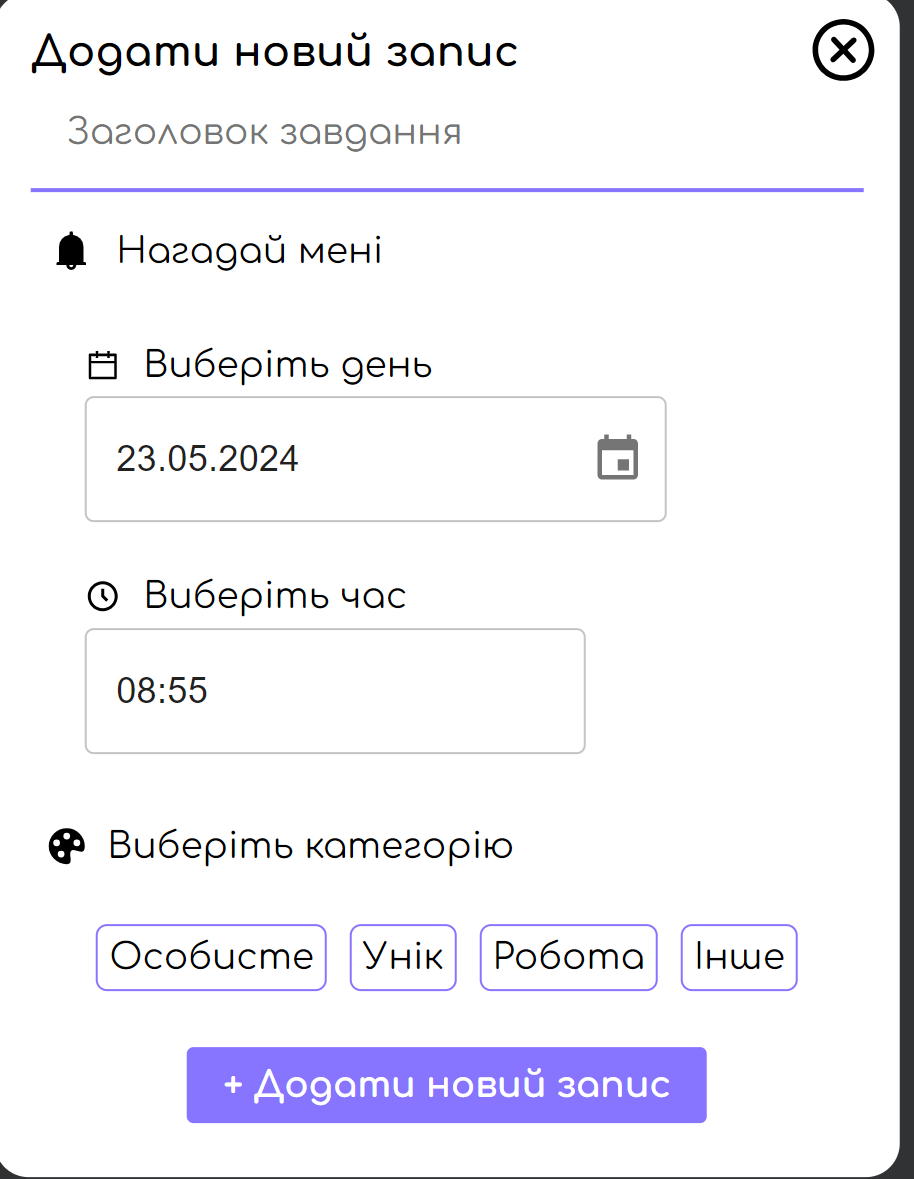 Додати новий запис
Заголовок завдання
Нагадай мені
Виберіть день
23.05.2024
Виберіть час
08:55
Виберіть категорію
Особисте Унік Робота Інше
+ Додати новий запис